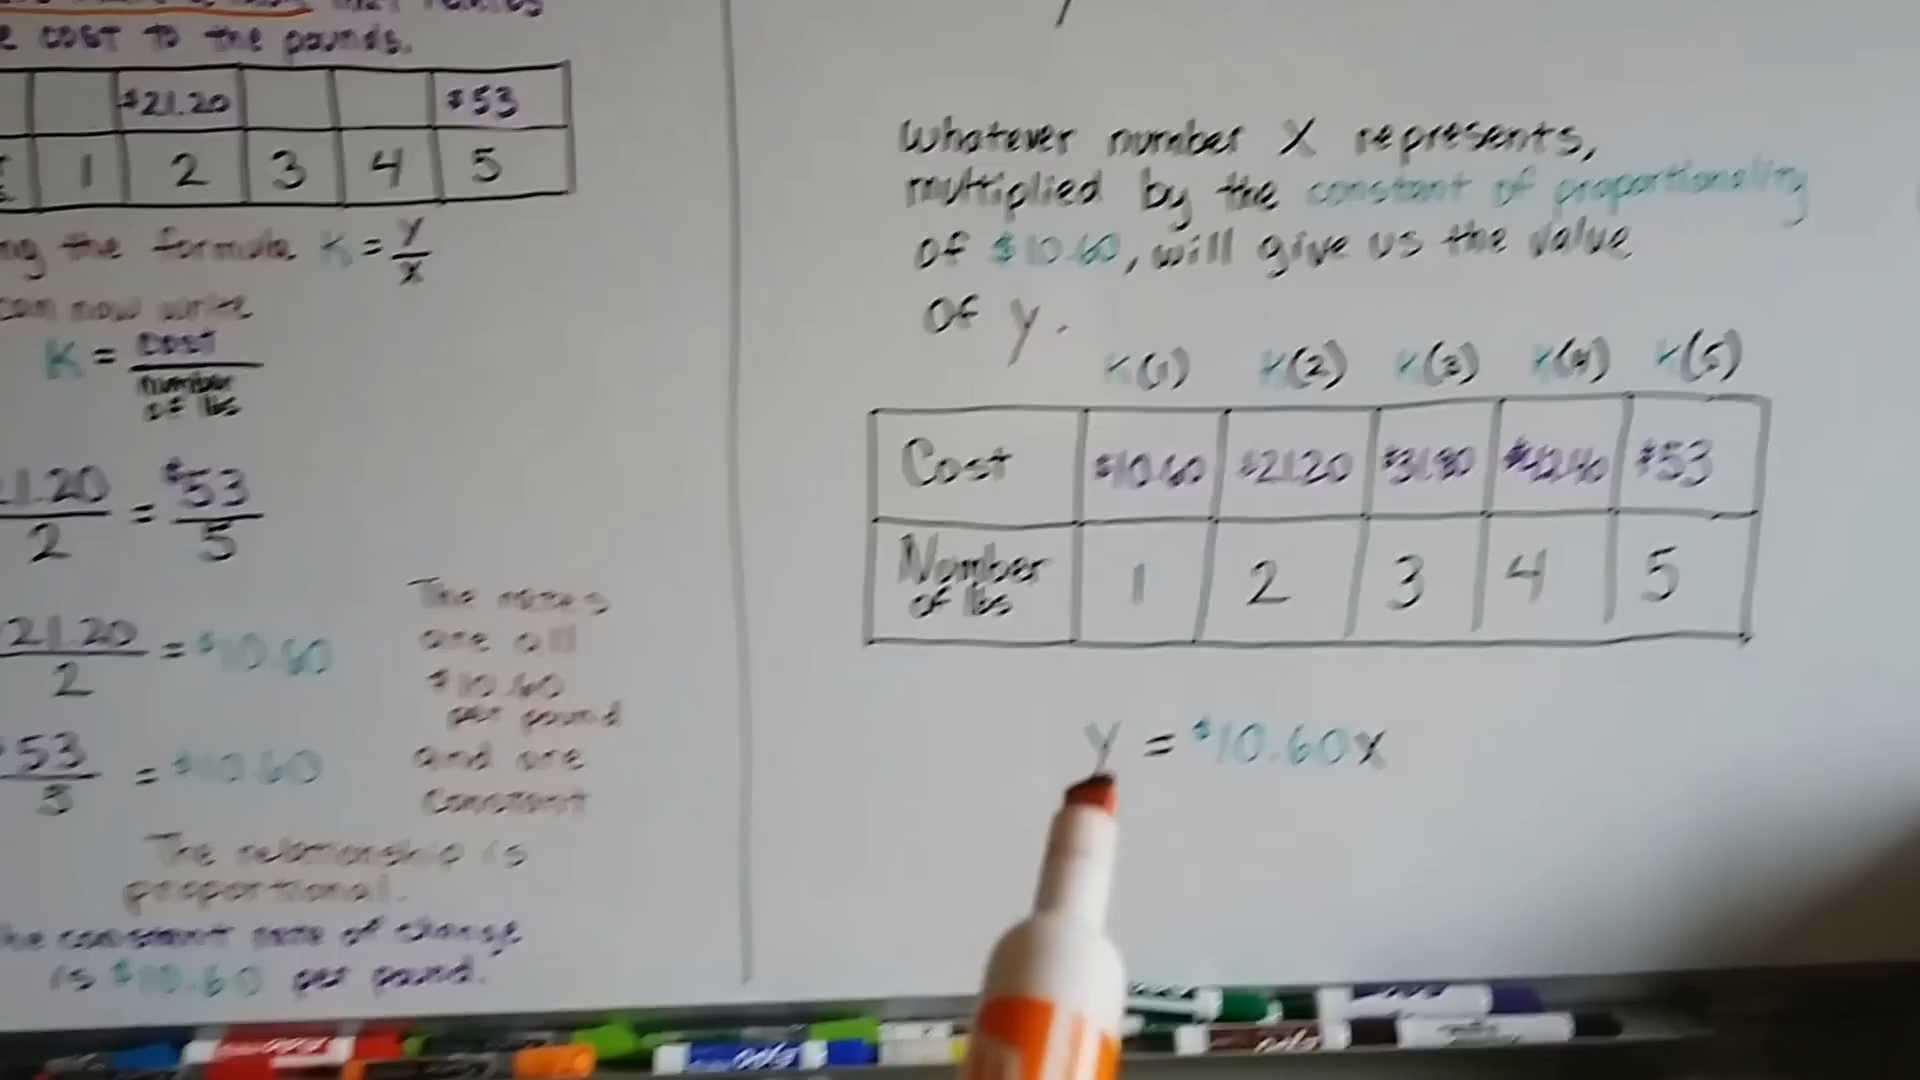 cost to the pounds.
$21.20 $53
1 2 3 4 5
the formula K = y/x
can now write
K = cost / number of lbs
21.20/2 = $53/5
21.20/2 = $10.60
53/5 = $10.60
The rates
are all
$10.60
per pound
and are
constant
The relationship is
proportional.
the constant rate of change
is $10.60 per pound.
Whatever number X represents,
multiplied by the constant of proportionality
of $10.60, will give us the value
of y.
K(1) K(2) K(3) K(4) K(5)
Cost $10.60 $21.20 $31.80 $42.40 $53
Number
of lbs 1 2 3 4 5
y = $10.60x